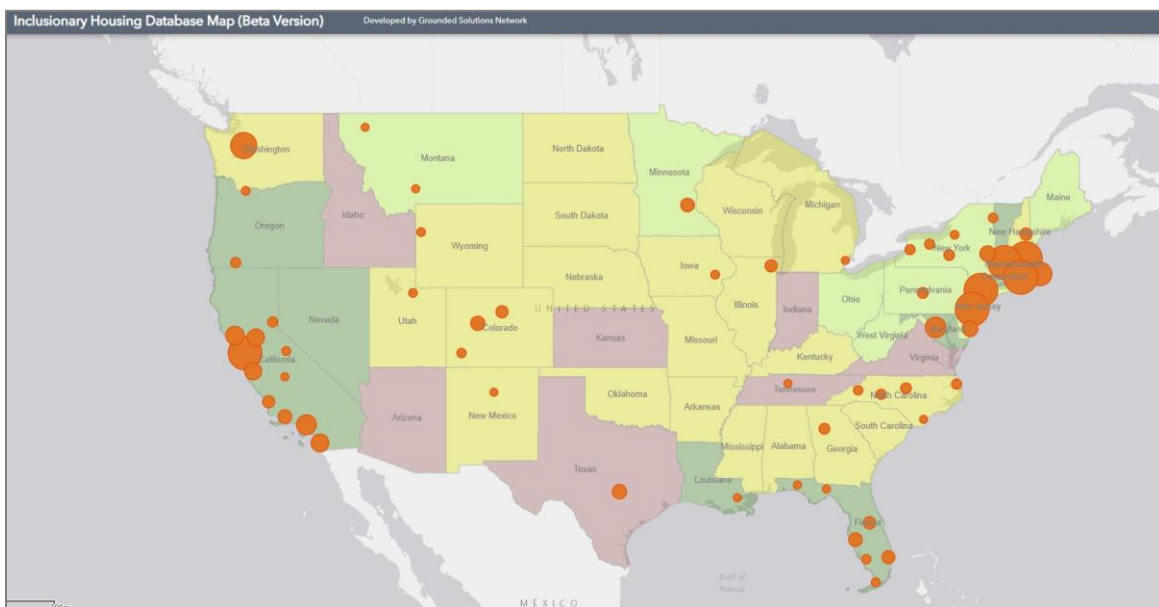 Inclusionary Housing Database Map (Beta Version)
Developed by Grounded Solutions Network
Washington
Montana
North Dakota
Minnesota
Maine
Oregon
Idaho
South Dakota
Wisconsin
Michigan
New Hampshire
New York
Wyoming
Iowa
Nebraska
Pennsylvania
Nevada
Utah
Colorado
UNITED STATES
Illinois
Indiana
Ohio
New Jersey
Maryland
West Virginia
California
Kansas
Missouri
Kentucky
Virginia
Arizona
New Mexico
Oklahoma
Arkansas
Tennessee
North Carolina
South Carolina
Texas
Louisiana
Mississippi
Alabama
Georgia
Florida
Gulf of
Mexico
MÉXICO